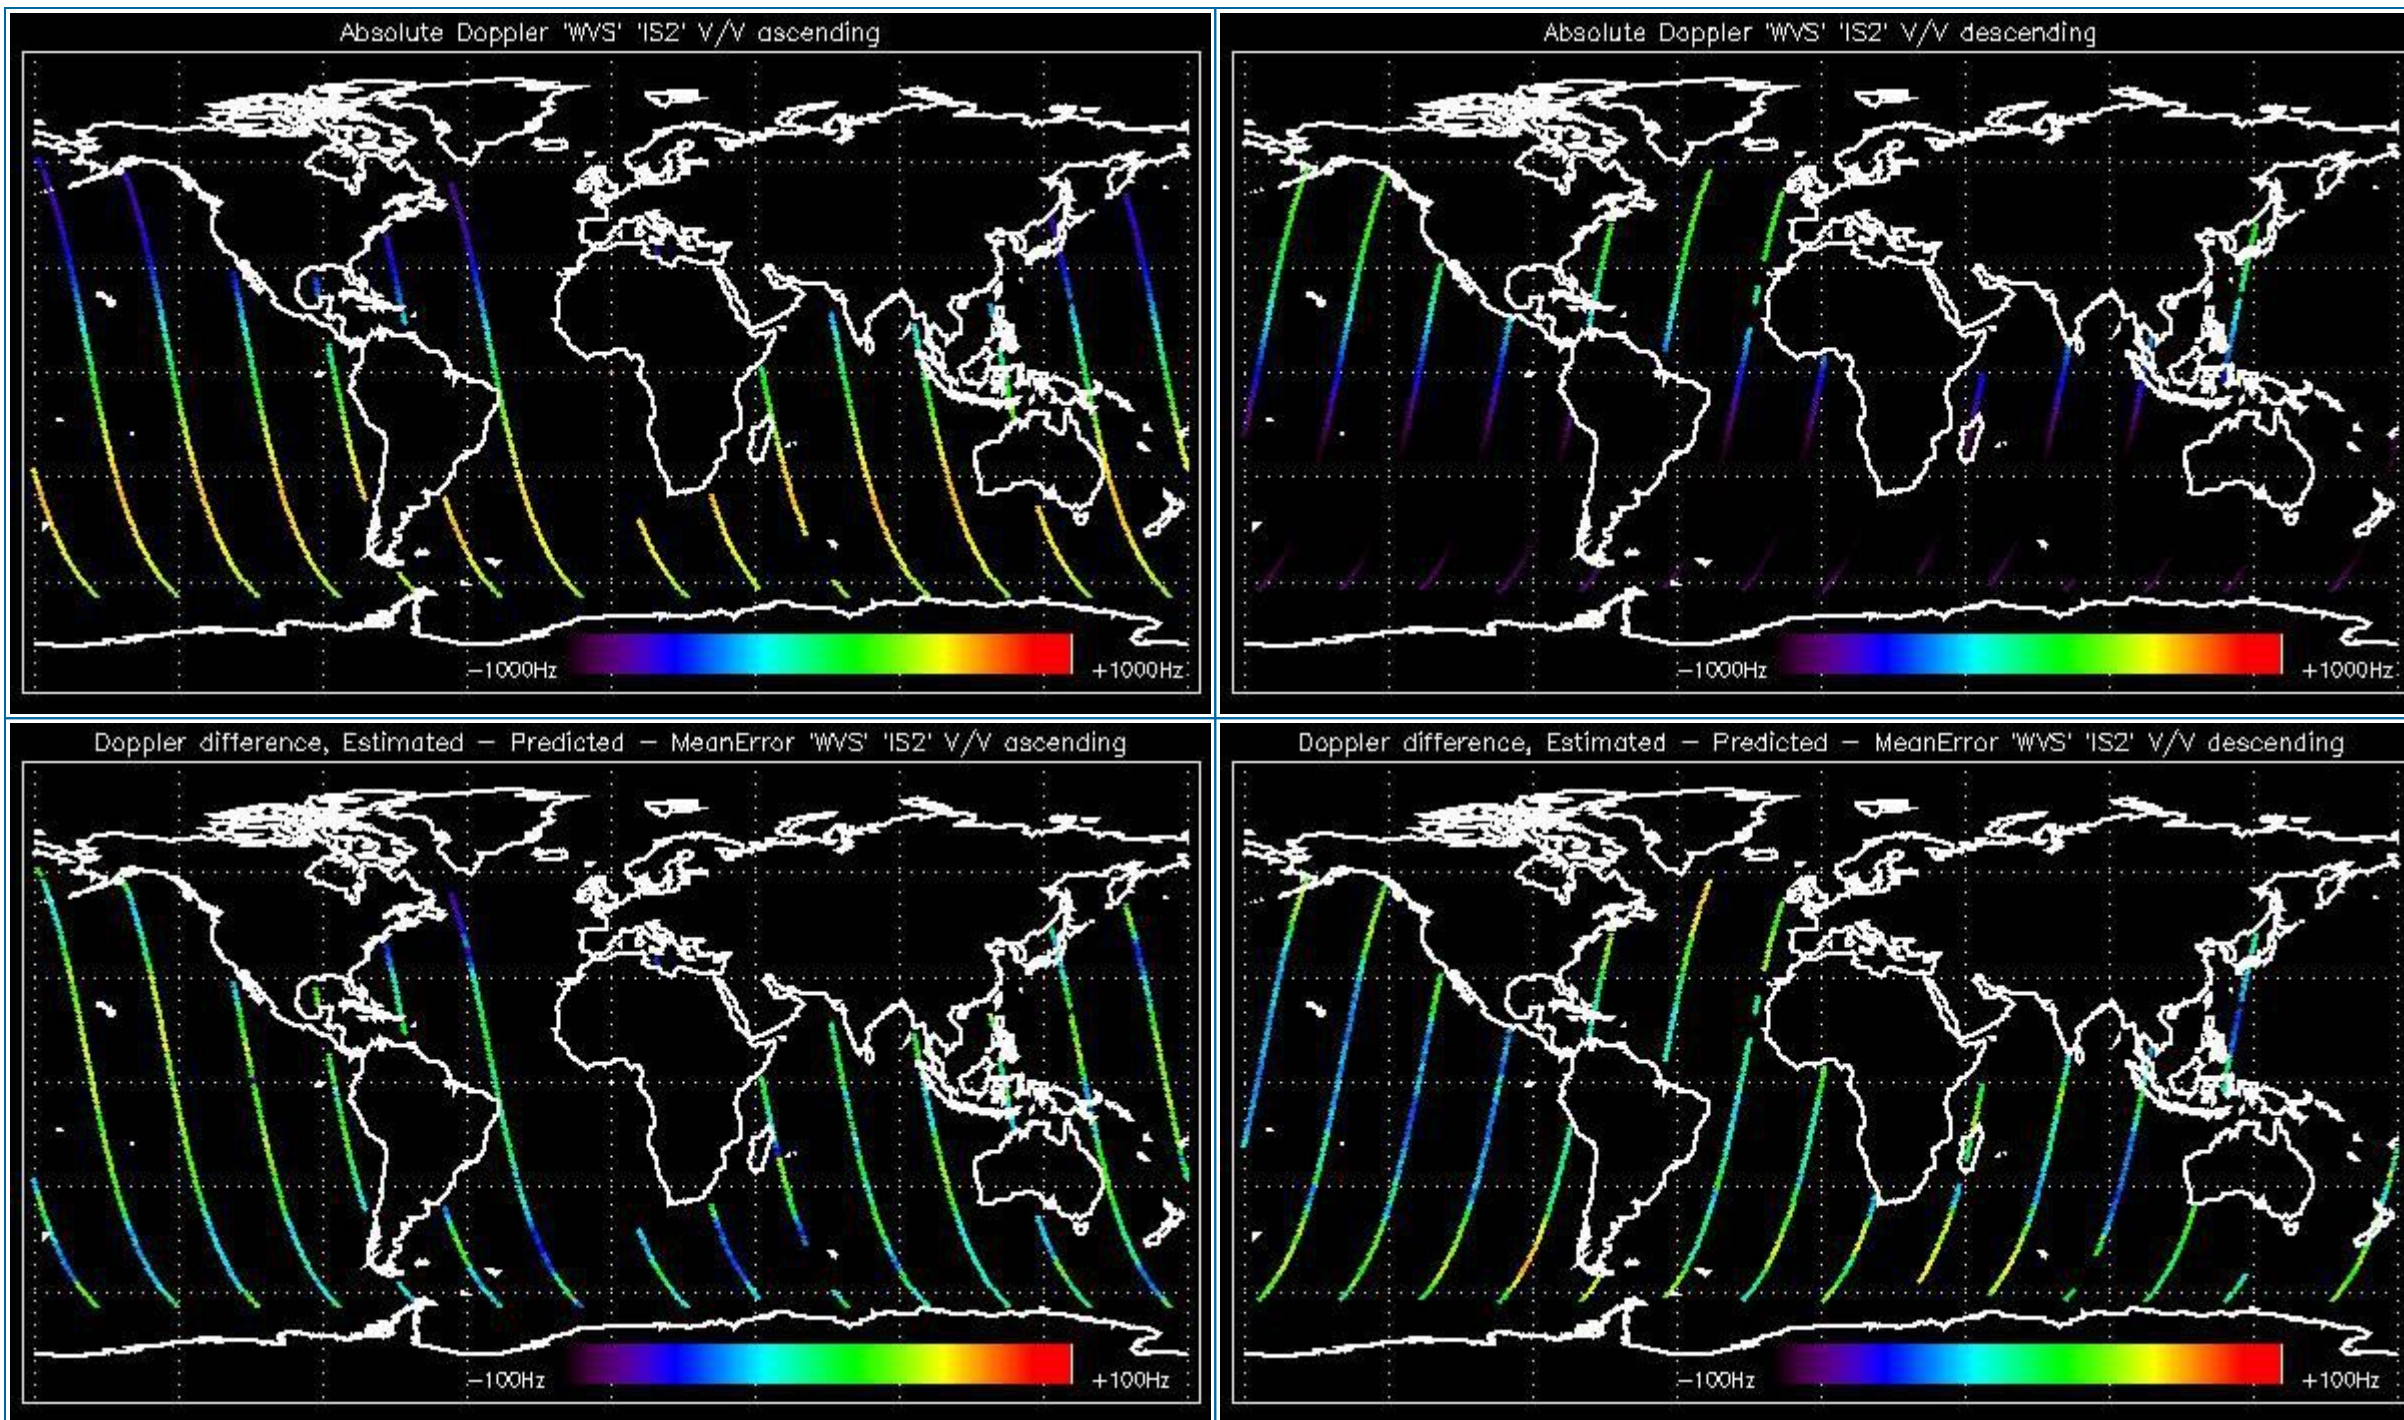 Absolute Doppler 'WVS' 'IS2' V/V ascending
-1000Hz
+1000Hz
Absolute Doppler 'WVS' 'IS2' V/V descending
-1000Hz
+1000Hz
Doppler difference, Estimated - Predicted - MeanError 'WVS' 'IS2' V/V ascending
-100Hz
+100Hz
Doppler difference, Estimated - Predicted - MeanError 'WVS' 'IS2' V/V descending
-100Hz
+100Hz